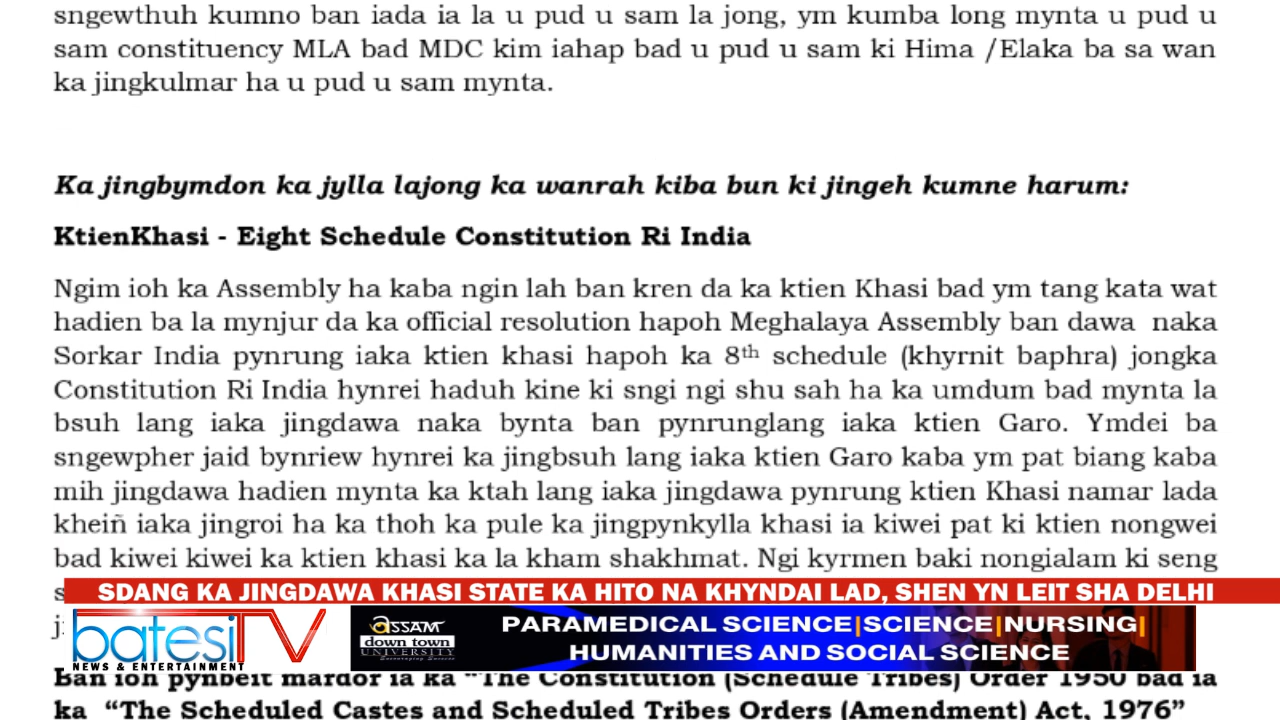 sngewthuh kumno ban iada ia la u pud u sam la jong, ym kumba long mynta u pud u
sam constituency MLA bad MDC kim iahap bad u pud u sam ki Hima /Elaka ba sa wan
ka jingkulmar ha u pud u sam mynta.
Ka jingbymdon ka jylla lajong ka wanrah kiba bun ki jingeh kumne harum:
KtienKhasi - Eight Schedule Constitution Ri India
Ngim ioh ka Assembly ha kaba ngin lah ban kren da ka ktien Khasi bad ym tang kata wat
hadien ba la mynjur da ka official resolution hapoh Meghalaya Assembly ban dawa naka
Sorkar India pynrung iaka ktien khasi hapoh ka 8th schedule (khyrnit baphra) jongka
Constitution Ri India hynrei haduh kine ki sngi ngi shu sah ha ka umdum bad mynta la
bsuh lang iaka jingdawa naka bynta ban pynrunglang iaka ktien Garo. Ymdei ba
sngewpher jaid bynriew hynrei ka jingbsuh lang iaka ktien Garo kaba ym pat biang kaba
mih jingdawa hadien mynta ka ktah lang iaka jingdawa pynrung ktien Khasi namar lada
kheiñ iaka jingroi ha ka thoh ka pule ka jingpynkylla khasi ia kiwei pat ki ktien nongwei
bad kiwei kiwei ka ktien khasi ka la kham shakhmat. Ngi kyrmen baki nongialam ki seng
SDANG KA JINGDAWA KHASI STATE KA HITO NA KHYNDAI LAD, SHEN YN LEIT SHA DELHI
batesi TV
NEWS & ENTERTAINMENT
ASSAM
down town
UNIVERSITY
Encouraging Success
PARAMEDICAL SCIENCE|SCIENCE|NURSING|
HUMANITIES AND SOCIAL SCIENCE
Ban ioh pynbeit mardor ia ka “The Constitution (Schedule Tribes) Order 1950 bad ia
ka “The Scheduled Castes and Scheduled Tribes Orders (Amendment) Act, 1976”